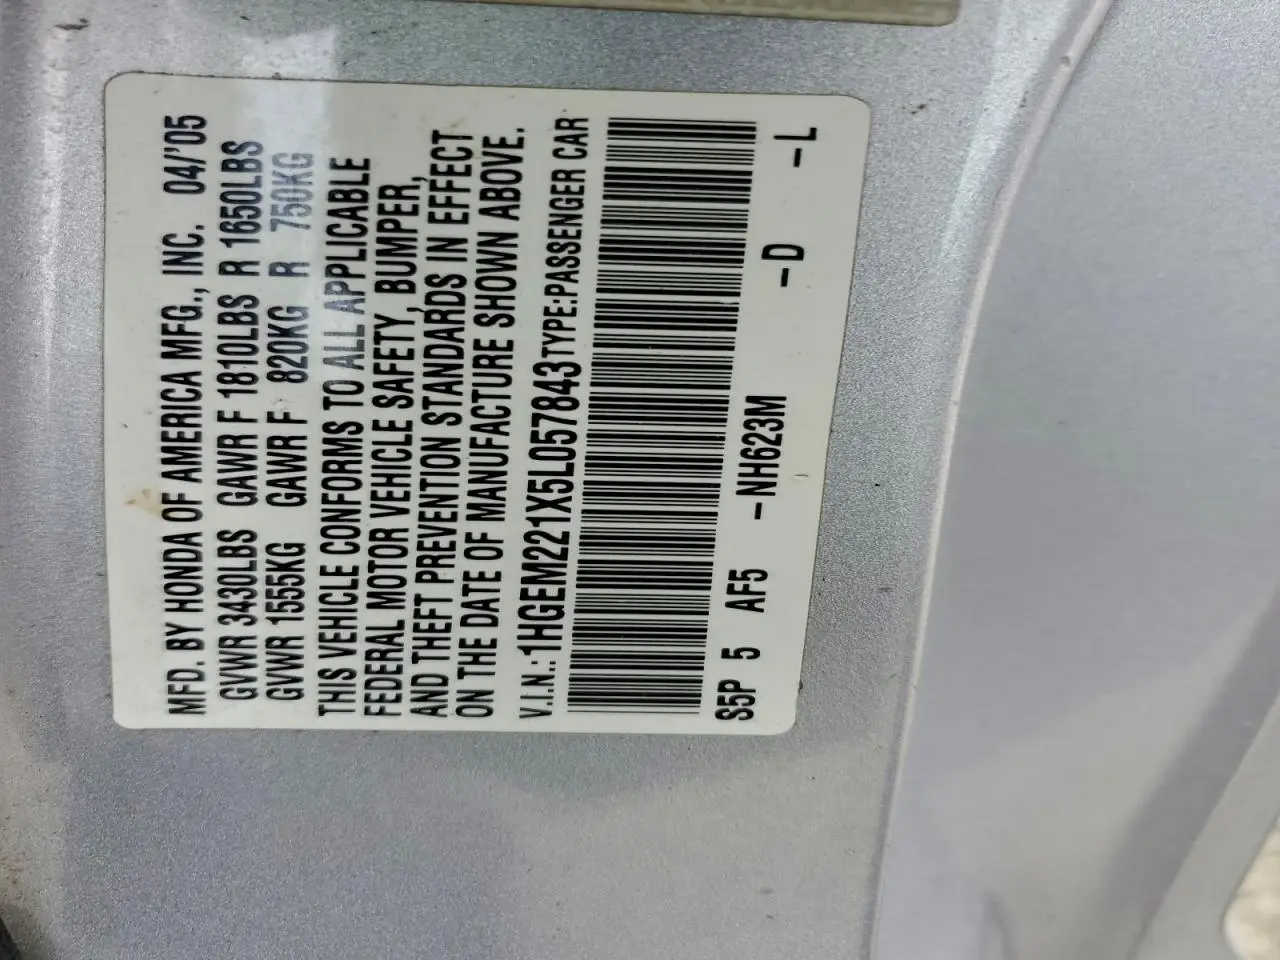 MFD. BY HONDA OF AMERICA MFG., INC. 04/'05
GVWR 3430LBS GAWR F 1810LBS R 1650LBS
GVWR 1555KG GAWR F 820KG R 750KG
THIS VEHICLE CONFORMS TO ALL APPLICABLE
FEDERAL MOTOR VEHICLE SAFETY, BUMPER,
AND THEFT PREVENTION STANDARDS IN EFFECT
ON THE DATE OF MANUFACTURE SHOWN ABOVE.
V.I.N.:1HGEM221X5L057843TYPE:PASSENGER CAR
S5P 5 AF5 -NH623M -D -L